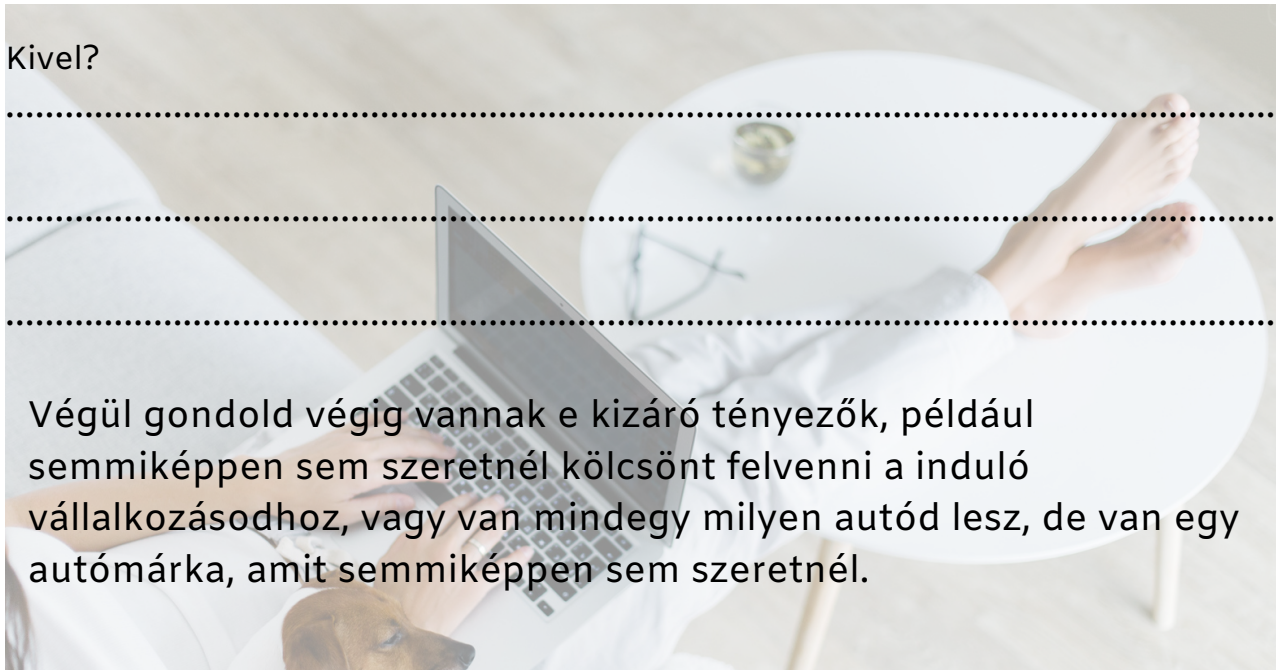 Kivel?
................................................................................................................................
................................................................................................................................
................................................................................................................................
Végül gondold végig vannak e kizáró tényezők, például
semmiképpen sem szeretnél kölcsönt felvenni a induló
vállalkozásodhoz, vagy van mindegy milyen autód lesz, de van egy
autómárka, amit semmiképpen sem szeretnél.